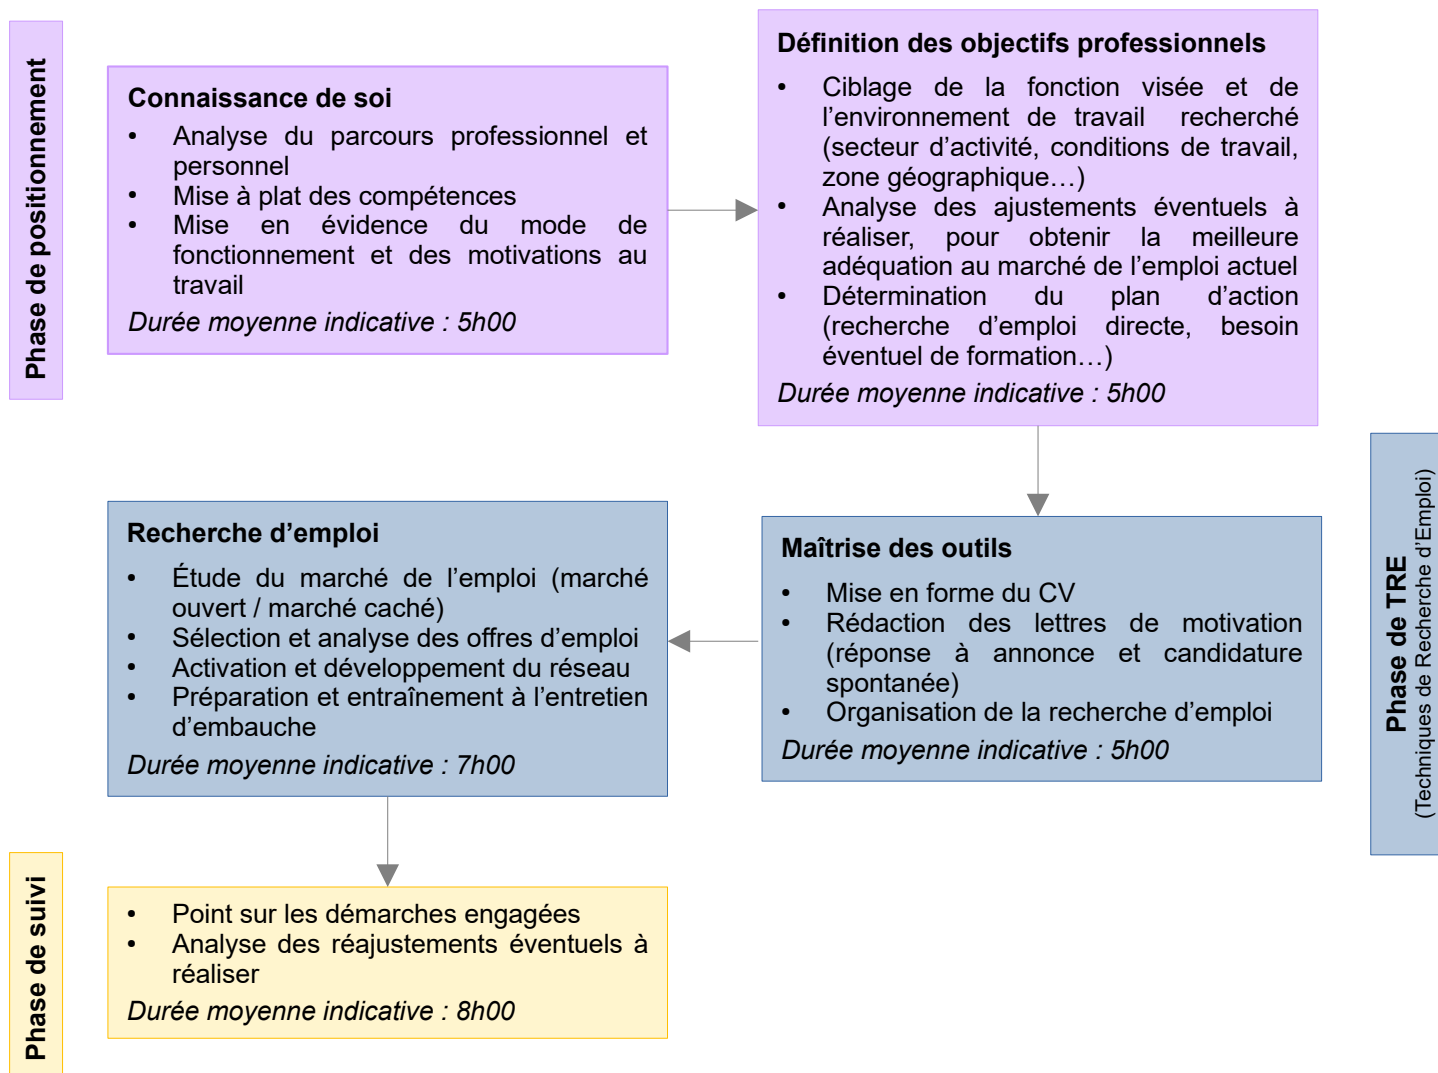 Phase de positionnement
Connaissance de soi
• Analyse du parcours professionnel et
personnel
• Mise à plat des compétences
• Mise en évidence du mode de
fonctionnement et des motivations au
travail
Durée moyenne indicative : 5h00
Définition des objectifs professionnels
• Ciblage de la fonction visée et de
l’environnement de travail recherché
(secteur d’activité, conditions de travail,
zone géographique…)
• Analyse des ajustements éventuels à
réaliser, pour obtenir la meilleure
adéquation au marché de l’emploi actuel
• Détermination du plan d’action
(recherche d’emploi directe, besoin
éventuel de formation…)
Durée moyenne indicative : 5h00
Phase de TRE
(Techniques de Recherche d’Emploi)
Maîtrise des outils
• Mise en forme du CV
• Rédaction des lettres de motivation
(réponse à annonce et candidature
spontanée)
• Organisation de la recherche d’emploi
Durée moyenne indicative : 5h00
Recherche d’emploi
• Étude du marché de l’emploi (marché
ouvert / marché caché)
• Sélection et analyse des offres d’emploi
• Activation et développement du réseau
• Préparation et entraînement à l’entretien
d’embauche
Durée moyenne indicative : 7h00
Phase de suivi
• Point sur les démarches engagées
• Analyse des réajustements éventuels à
réaliser
Durée moyenne indicative : 8h00